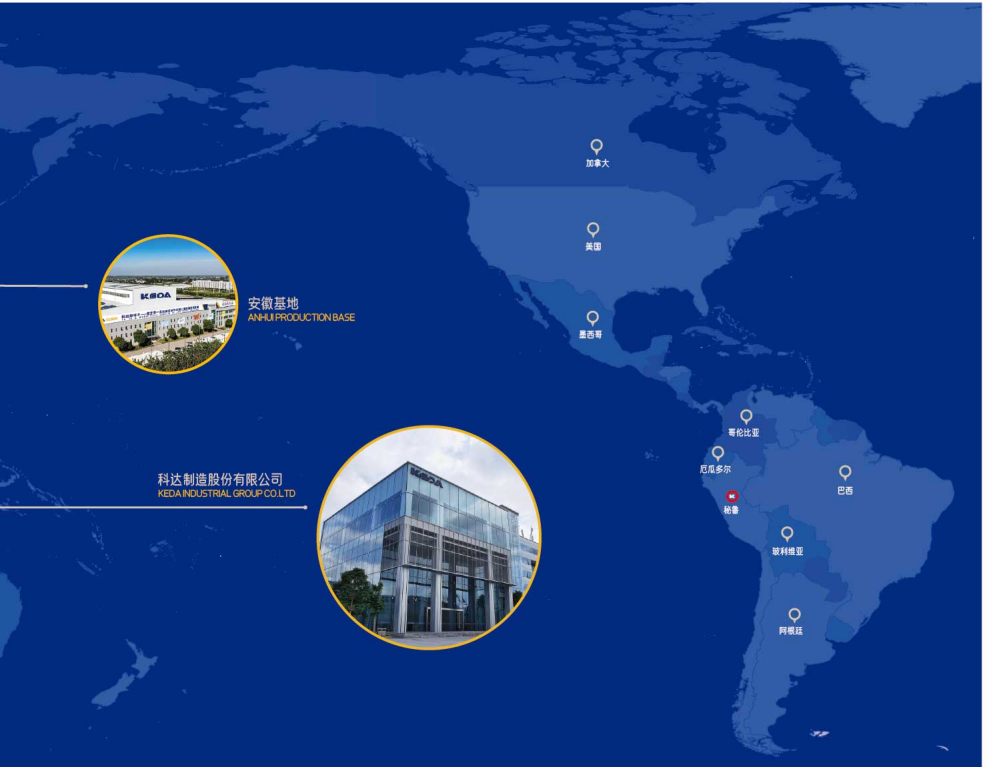 加拿大
美国
KEDA
安徽基地
ANHUI PRODUCTION BASE
墨西哥
哥伦比亚
厄瓜多尔
巴西
科达制造股份有限公司
KEDA INDUSTRIAL GROUP CO.LTD
KEDA
秘鲁
玻利维亚
阿根廷